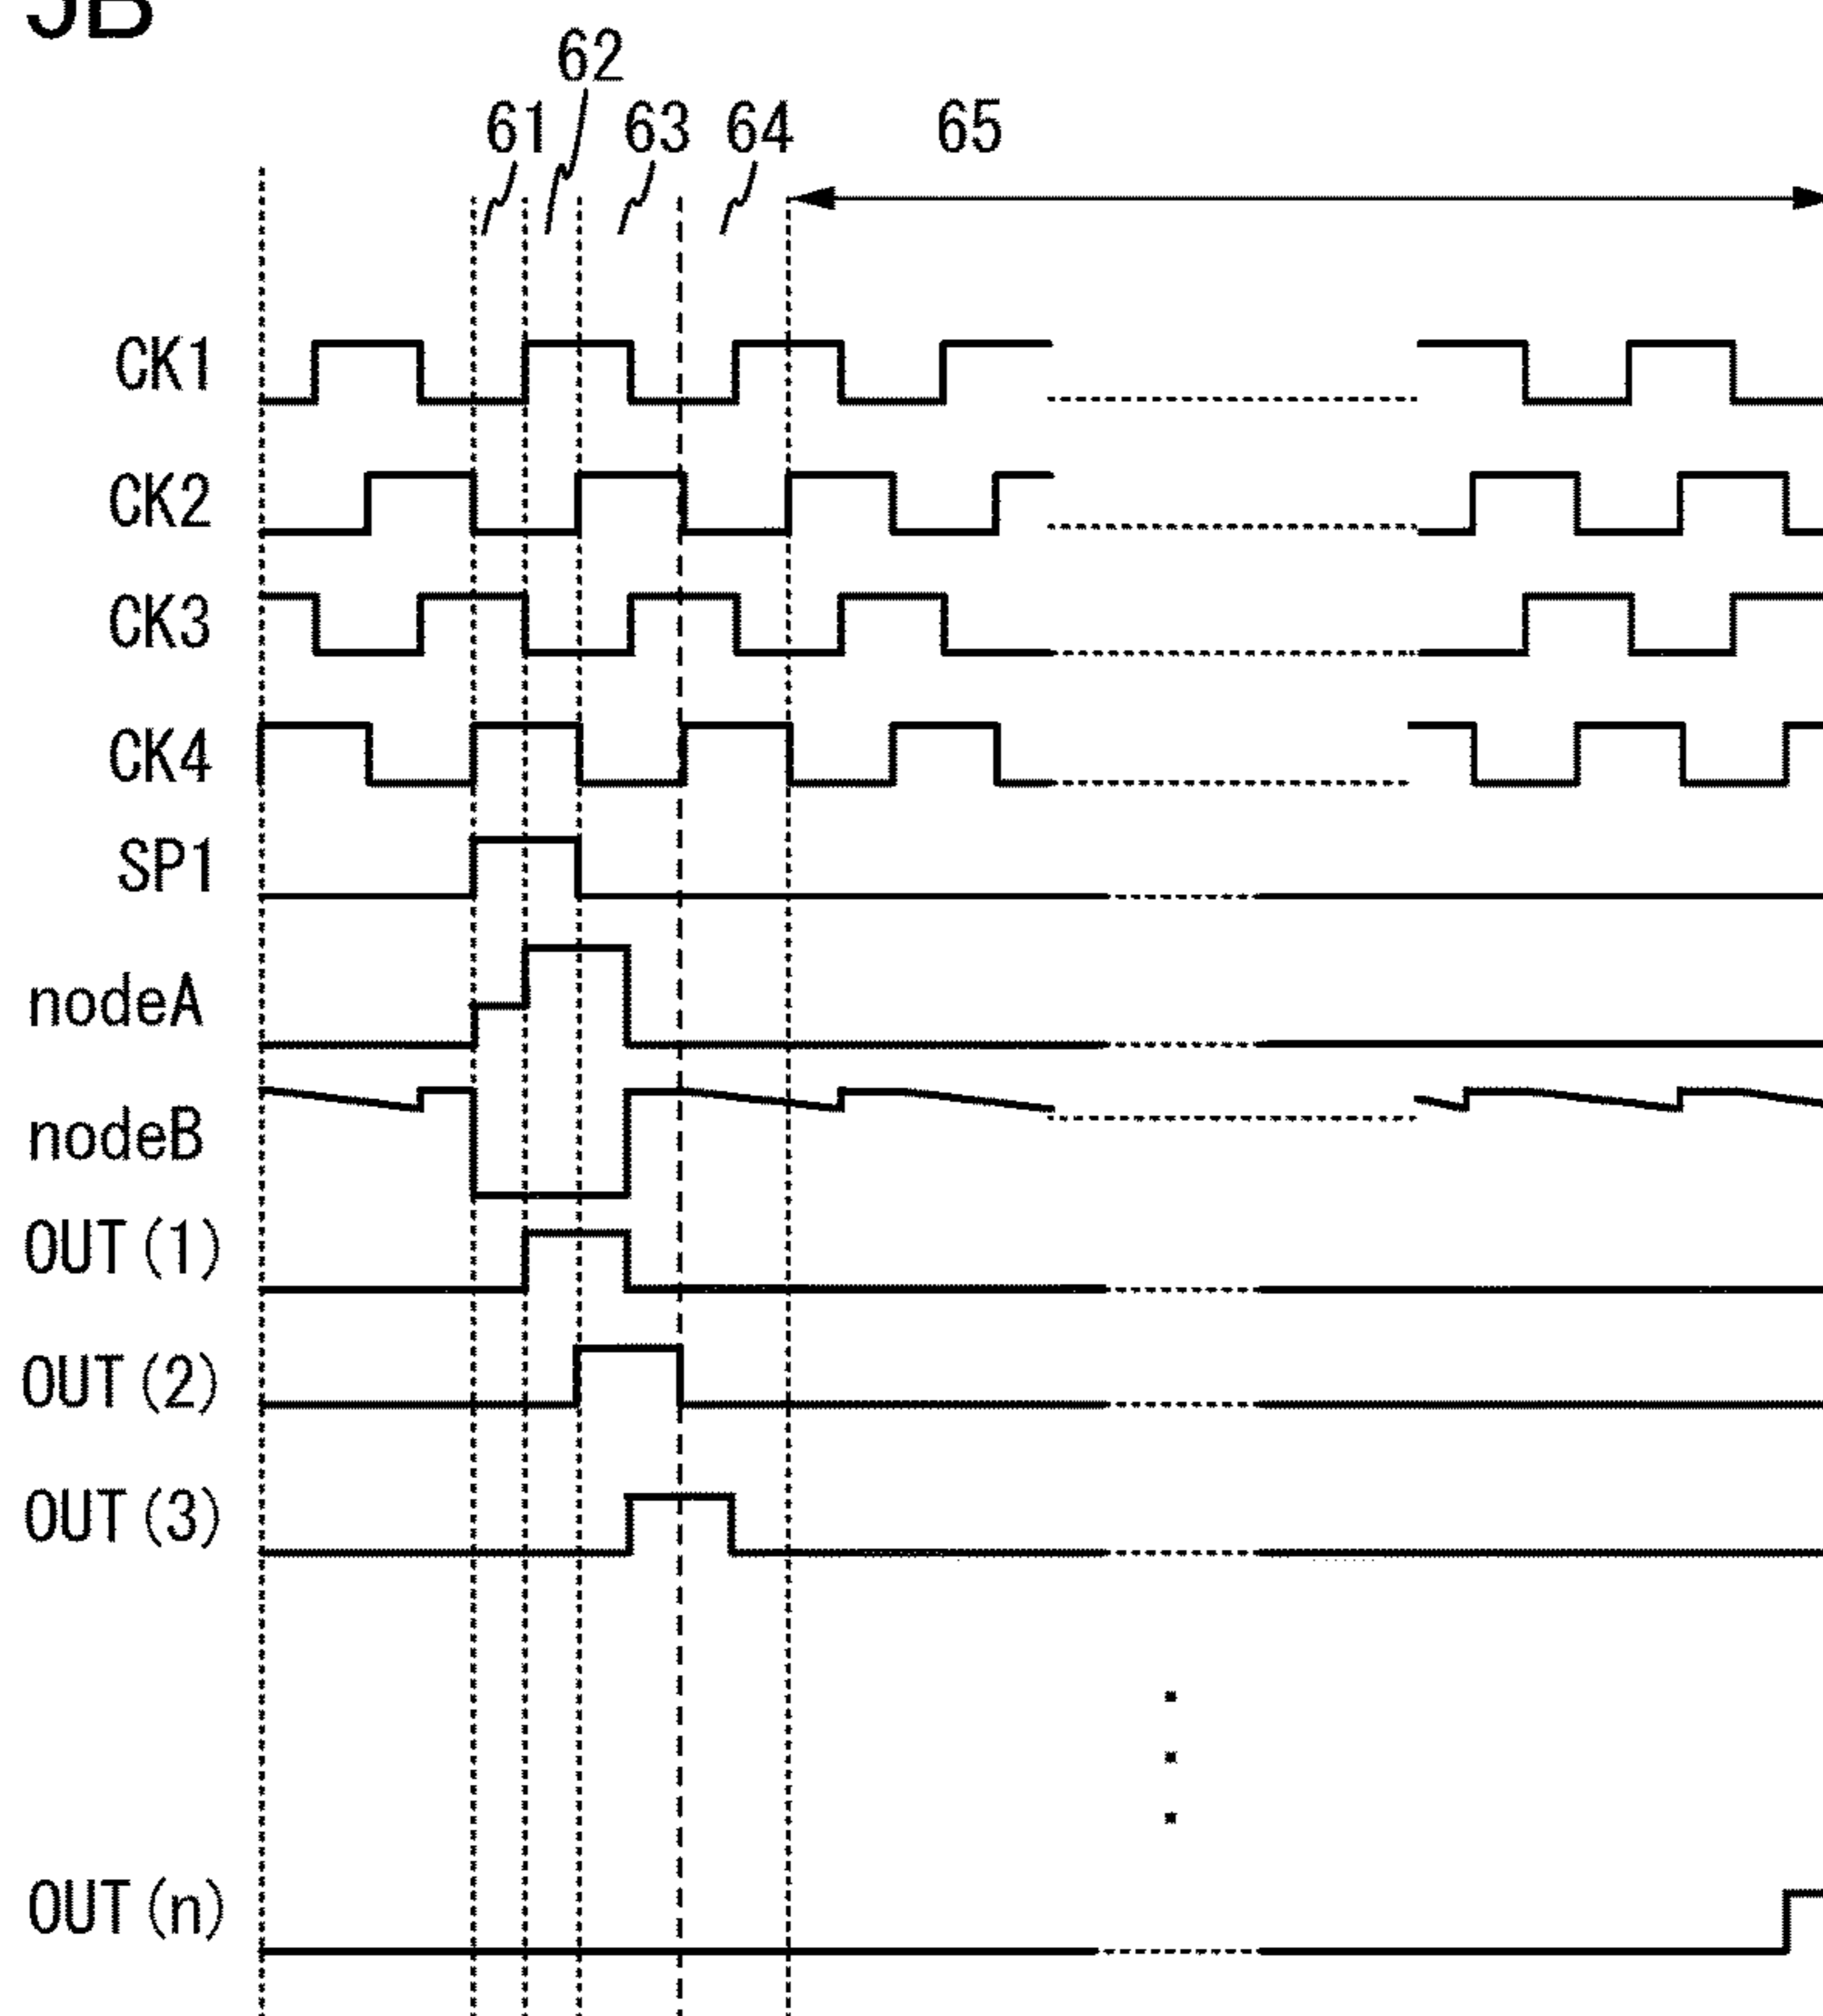 62
61 63 64 65
CK1
CK2
CK3
CK4
SP1
nodeA
nodeB
OUT(1)
OUT(2)
OUT(3)
OUT(n)